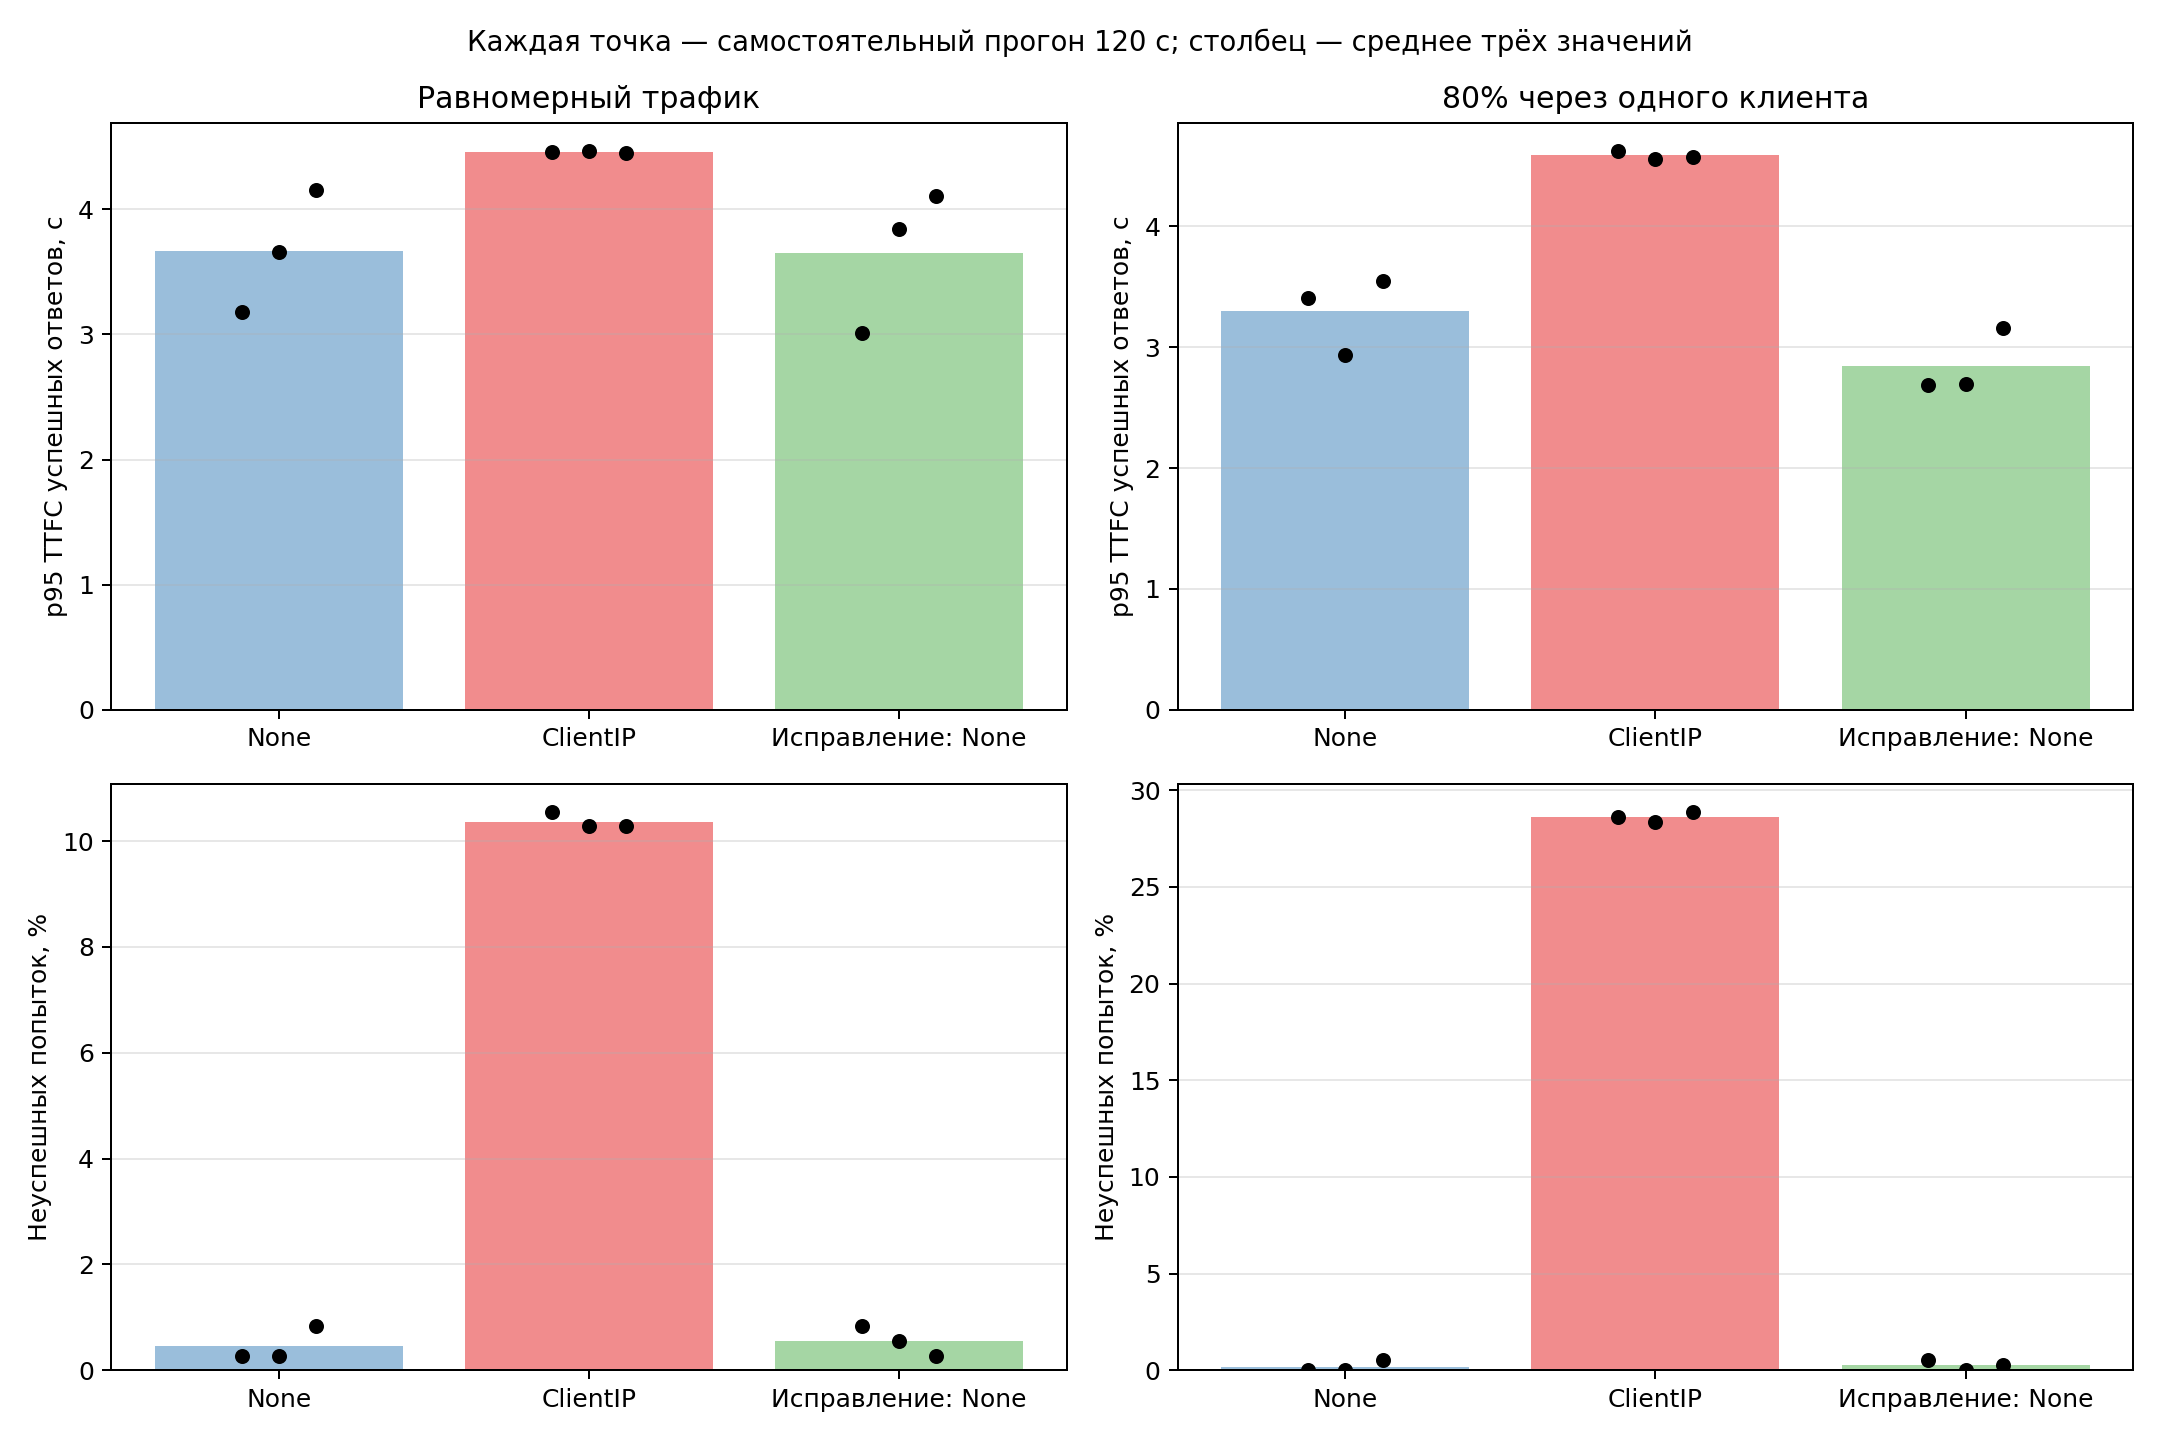 Каждая точка — самостоятельный прогон 120 с; столбец — среднее трёх значений
Равномерный трафик
p95 TTFC успешных ответов, с
4
3
2
1
0
None
ClientIP
Исправление: None
80% через одного клиента
p95 TTFC успешных ответов, с
4
3
2
1
0
None
ClientIP
Исправление: None
Неуспешных попыток, %
10
8
6
4
2
0
None
ClientIP
Исправление: None
Неуспешных попыток, %
30
25
20
15
10
5
0
None
ClientIP
Исправление: None